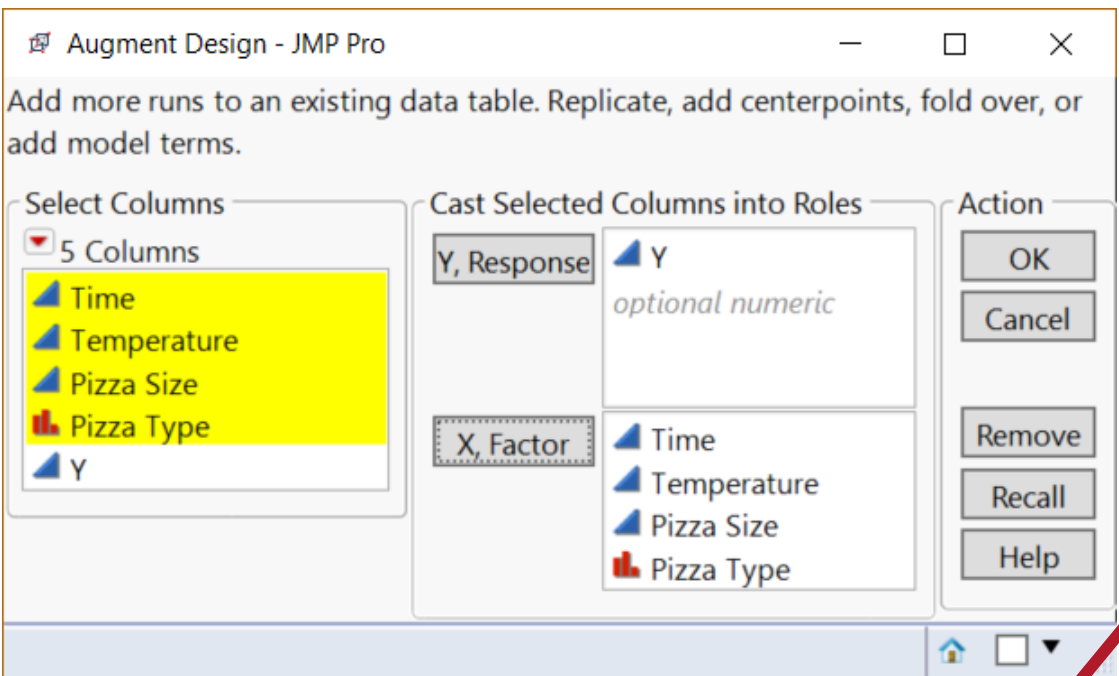 Augment Design - JMP Pro
Add more runs to an existing data table. Replicate, add centerpoints, fold over, or
add model terms.
Select Columns
5 Columns
Time
Temperature
Pizza Size
Pizza Type
Y
Cast Selected Columns into Roles
Y, Response
Y
optional numeric
X, Factor
Time
Temperature
Pizza Size
Pizza Type
Action
OK
Cancel
Remove
Recall
Help